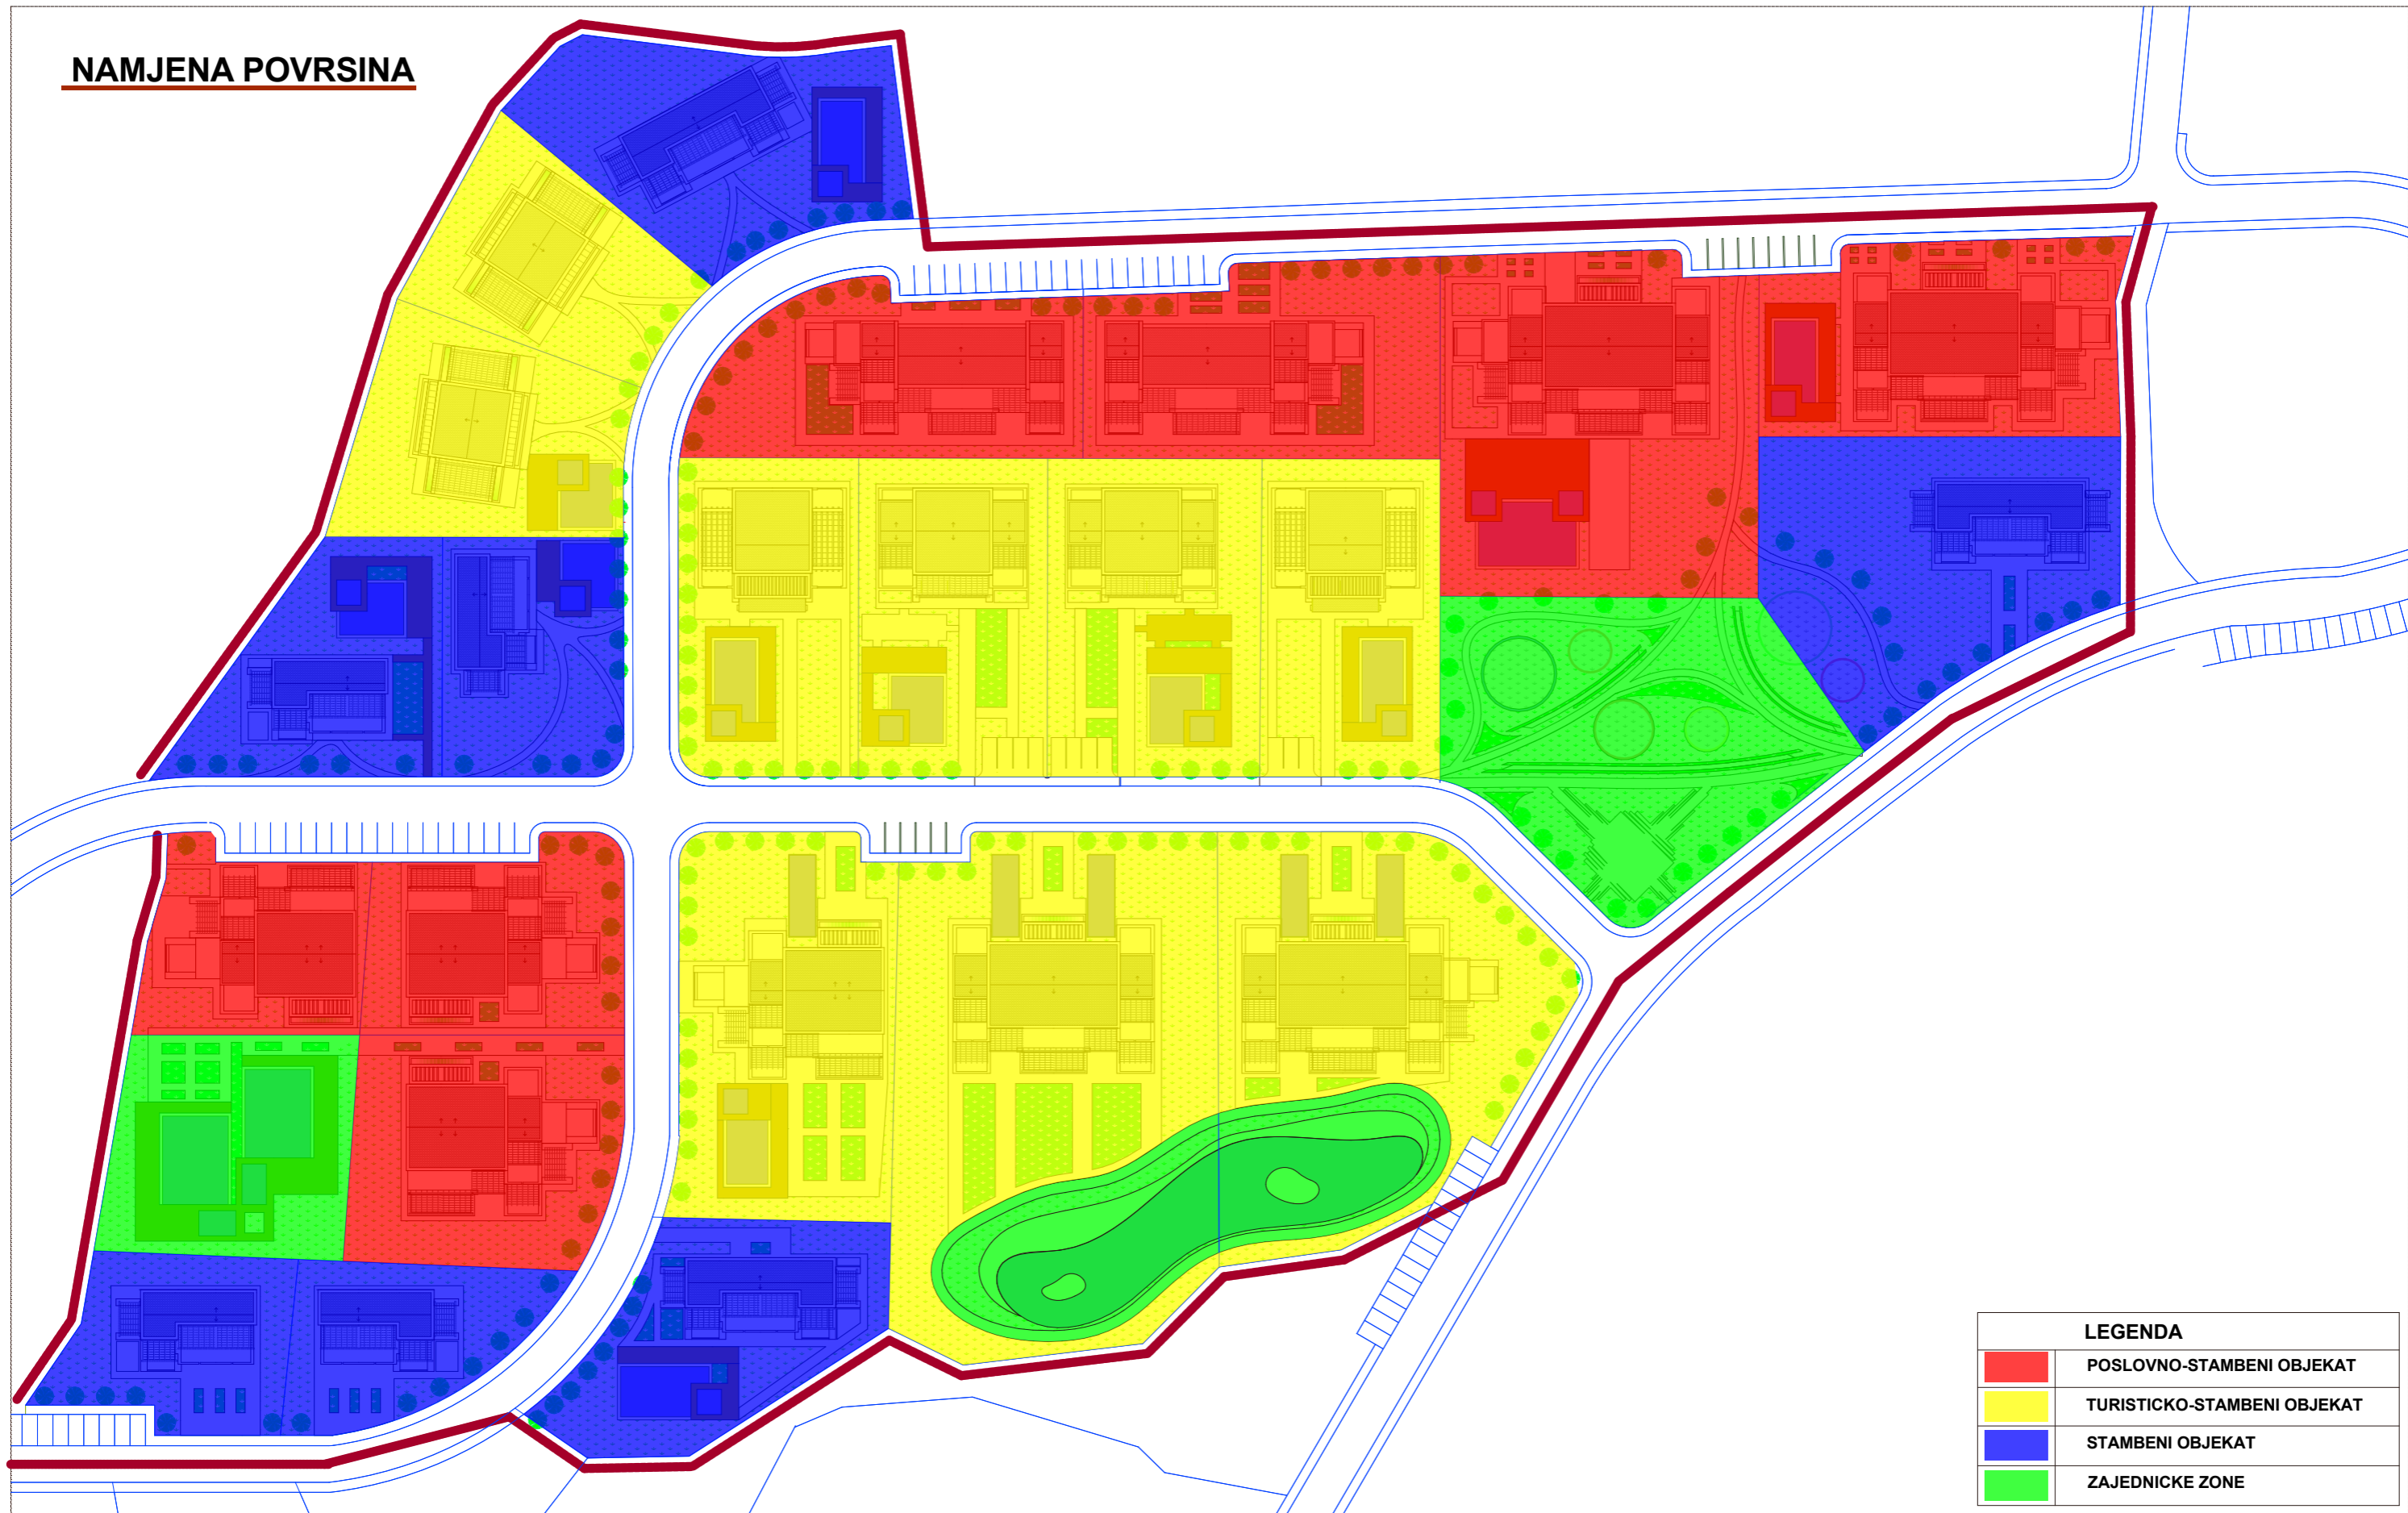 NAMJENA POVRSINA
LEGENDA
POSLOVNO-STAMBENI OBJEKAT
TURISTICKO-STAMBENI OBJEKAT
STAMBENI OBJEKAT
ZAJEDNICKE ZONE